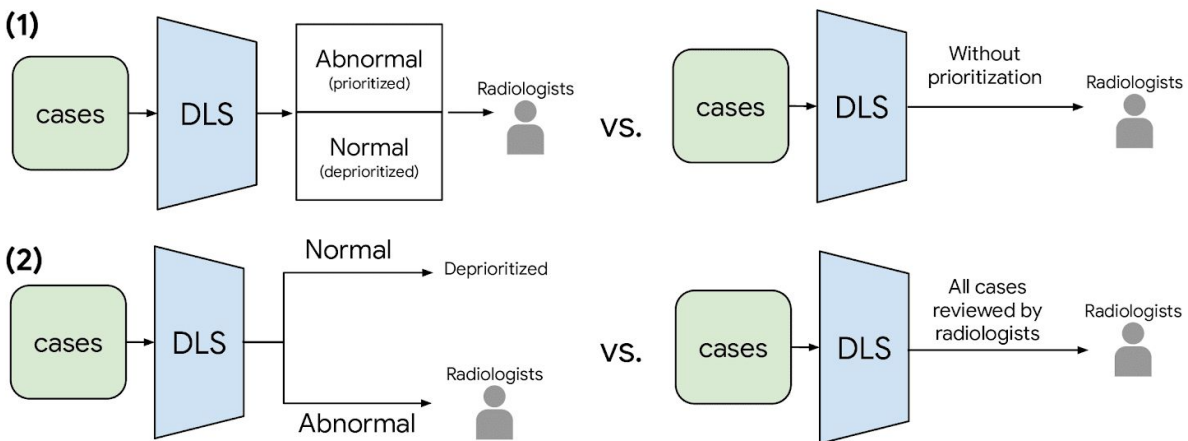 (1)
cases
DLS
Abnormal
(prioritized)
Normal
(deprioritized)
Radiologists
vs.
cases
DLS
Without
prioritization
Radiologists
(2)
cases
DLS
Normal
Deprioritized
Radiologists
Abnormal
vs.
cases
DLS
All cases
reviewed by
radiologists
Radiologists